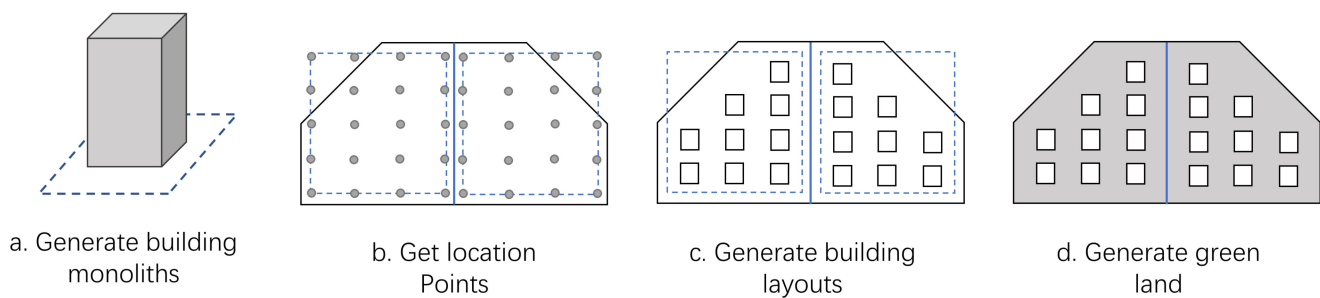 a. Generate building
monoliths
b. Get location
Points
c. Generate building
layouts
d. Generate green
land